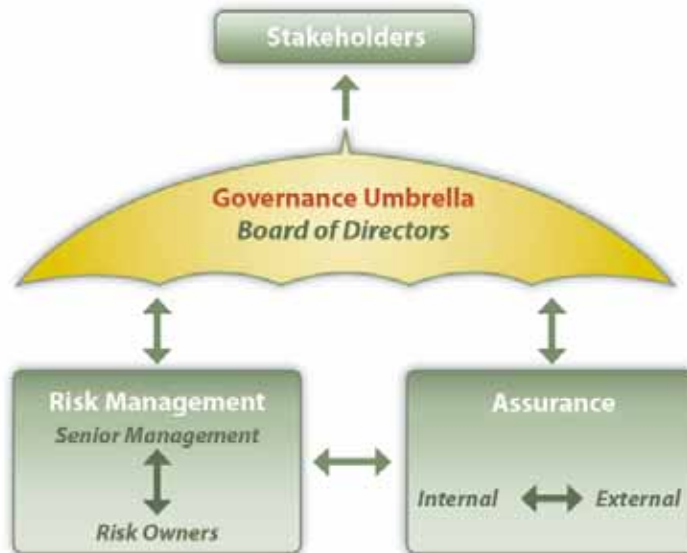 Stakeholders
Governance Umbrella
Board of Directors
Risk Management
Senior Management
Risk Owners
Assurance
Internal
External